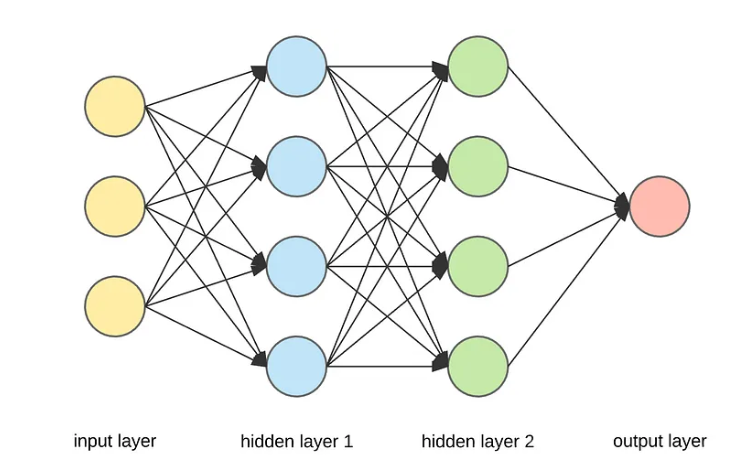 input layer
hidden layer 1
hidden layer 2
output layer